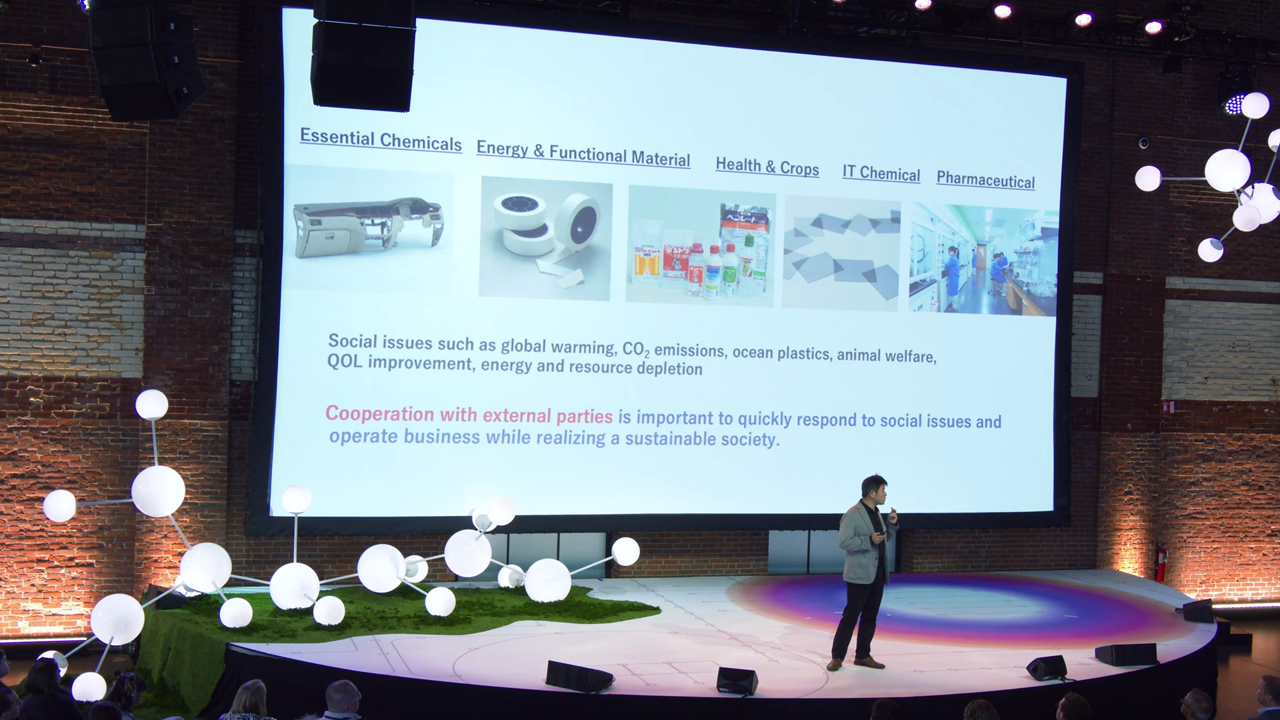 Essential Chemicals
Energy & Functional Material
Health & Crops
IT Chemical
Pharmaceutical
Social issues such as global warming, CO₂ emissions, ocean plastics, animal welfare,
QOL improvement, energy and resource depletion
Cooperation with external parties is important to quickly respond to social issues and
operate business while realizing a sustainable society.